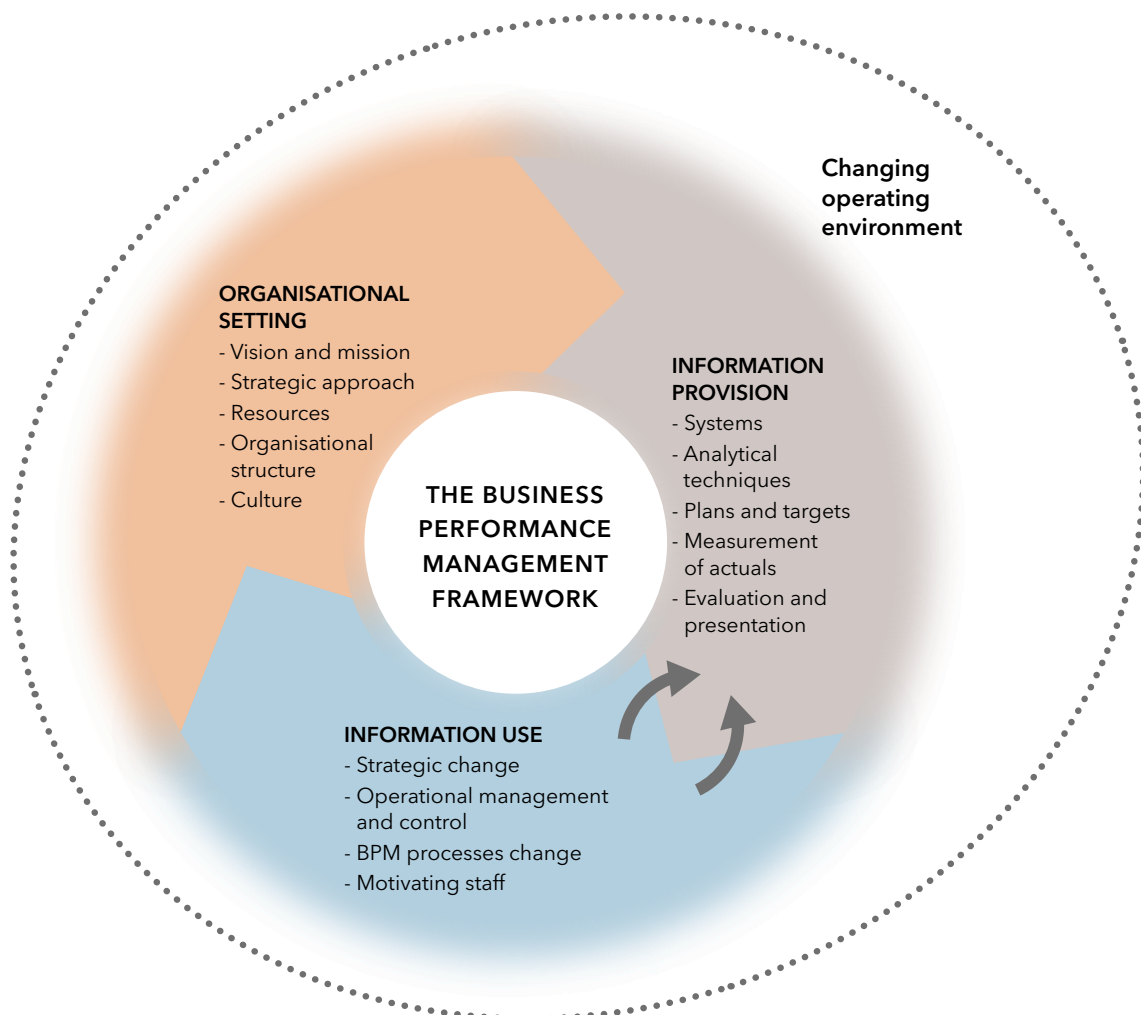 Changing
operating
environment
ORGANISATIONAL
SETTING
- Vision and mission
- Strategic approach
- Resources
- Organisational
structure
- Culture
INFORMATION
PROVISION
- Systems
- Analytical
techniques
- Plans and targets
- Measurement
of actuals
- Evaluation and
presentation
THE BUSINESS
PERFORMANCE
MANAGEMENT
FRAMEWORK
INFORMATION USE
- Strategic change
- Operational management
and control
- BPM processes change
- Motivating staff